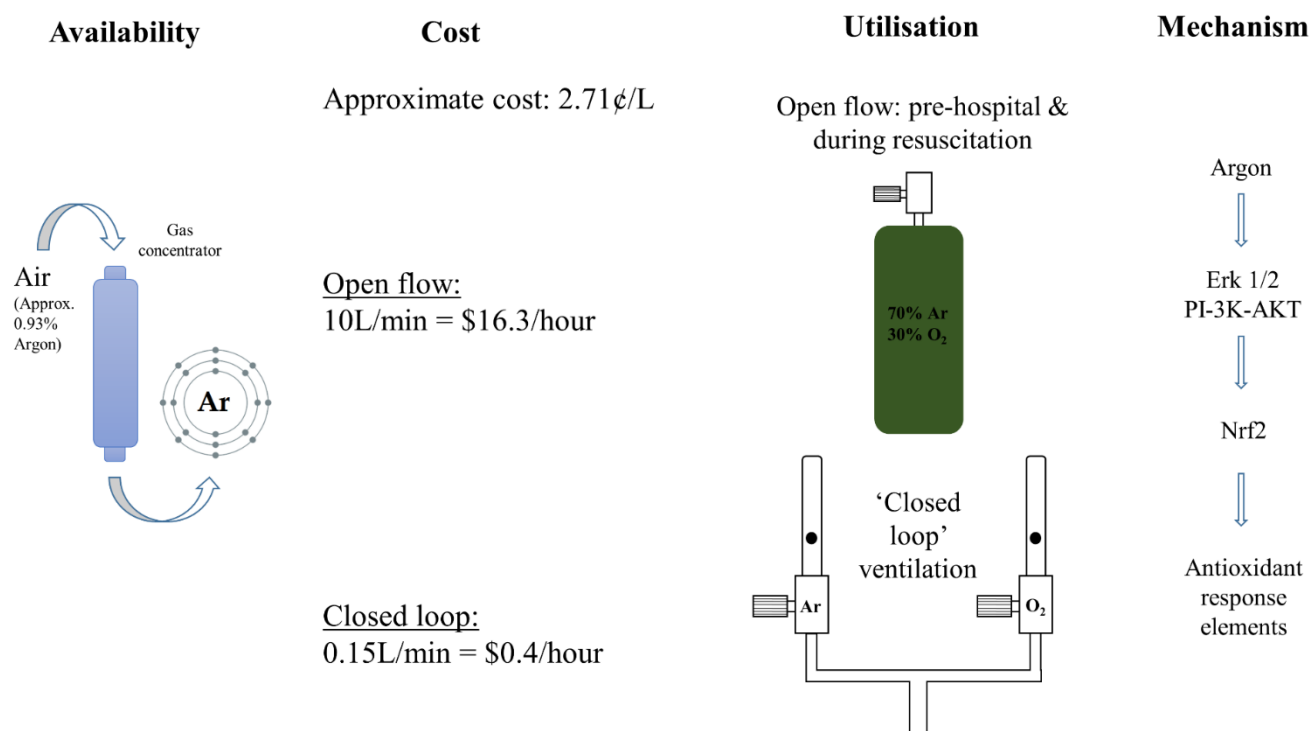 Availability
Cost
Utilisation
Mechanism
Gas
concentrator
Air
(Approx.
0.93%
Argon)
Ar
Approximate cost: 2.71¢/L
Open flow:
10L/min = $16.3/hour
Closed loop:
0.15L/min = $0.4/hour
Open flow: pre-hospital &
during resuscitation
70% Ar
30% O₂
‘Closed
loop’
ventilation
Ar
O₂
Argon
Erk 1/2
PI-3K-AKT
Nrf2
Antioxidant
response
elements